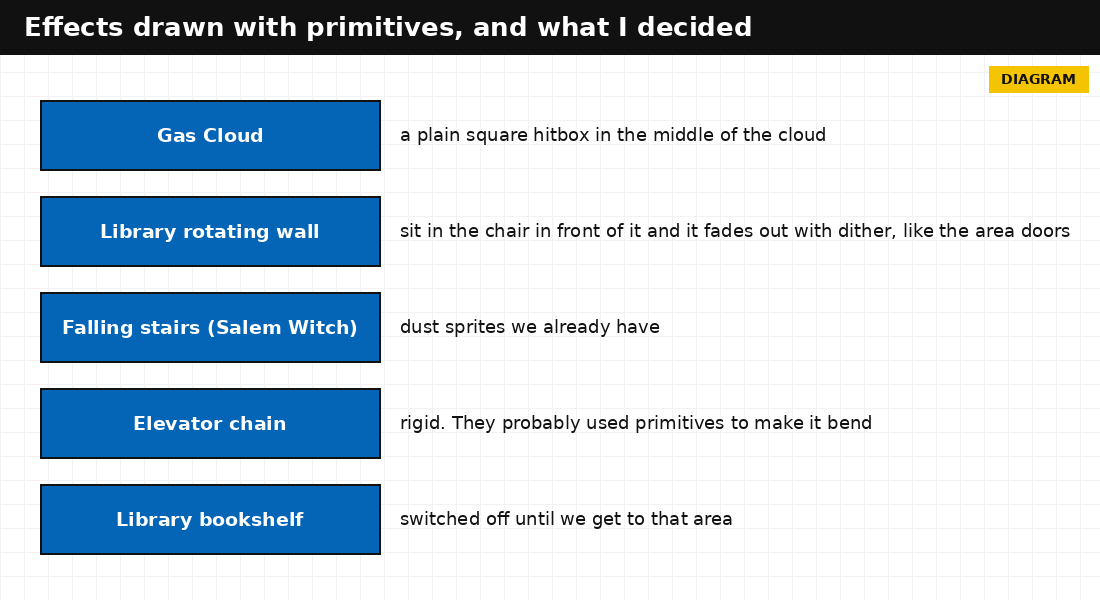 Effects drawn with primitives, and what I decided
DIAGRAM
Gas Cloud
a plain square hitbox in the middle of the cloud
Library rotating wall
sit in the chair in front of it and it fades out with dither, like the area doors
Falling stairs (Salem Witch)
dust sprites we already have
Elevator chain
rigid. They probably used primitives to make it bend
Library bookshelf
switched off until we get to that area